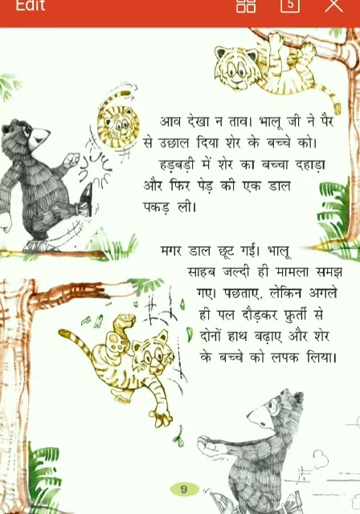 Edit
5
आव देखा न ताव। भालू जी ने पैर
से उछाल दिया शेर के बच्चे को।
हड़बड़ी में शेर का बच्चा दहाड़ा
और फिर पेड़ की एक डाल
पकड़ ली।
मगर डाल छूट गई। भालू
साहब जल्दी ही मामला समझ
गए। पछताए, लेकिन अगले
ही पल दौड़कर फ़ुर्ती से
दोनों हाथ बढ़ाए और शेर
के बच्चे को लपक लिया।
9